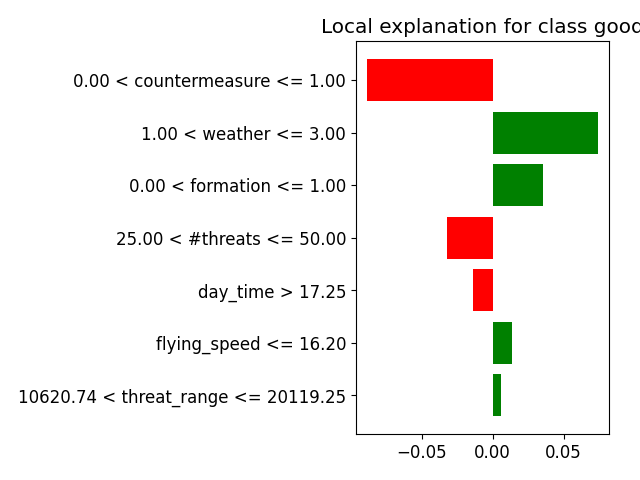 Local explanation for class good
0.00 < countermeasure <= 1.00
1.00 < weather <= 3.00
0.00 < formation <= 1.00
25.00 < #threats <= 50.00
day_time > 17.25
flying_speed <= 16.20
10620.74 < threat_range <= 20119.25
−0.05 0.00 0.05